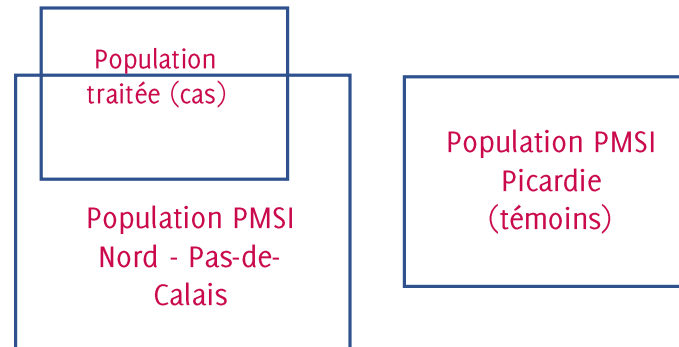 Population
traitée (cas)
Population PMSI
Nord - Pas-de-
Calais
Population PMSI
Picardie
(témoins)